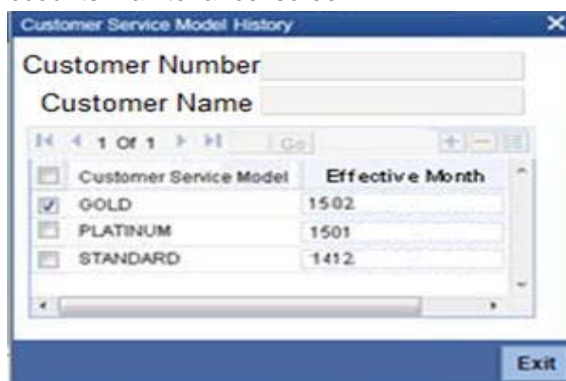 Customer Service Model History
Customer Number
Customer Name
1 Of 1 Go
Customer Service Model Effective Month
GOLD 1502
PLATINUM 1501
STANDARD 1412
Exit